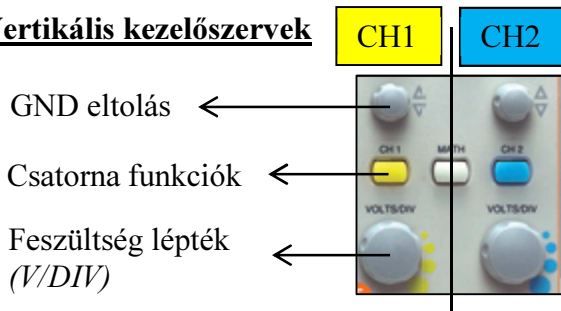 Vertikális kezelőszervek
CH1 CH2
GND eltolás
CH 1 MATH CH 2
Csatorna funkciók
VOLTS/DIV VOLTS/DIV
Feszültség lépték
(V/DIV)